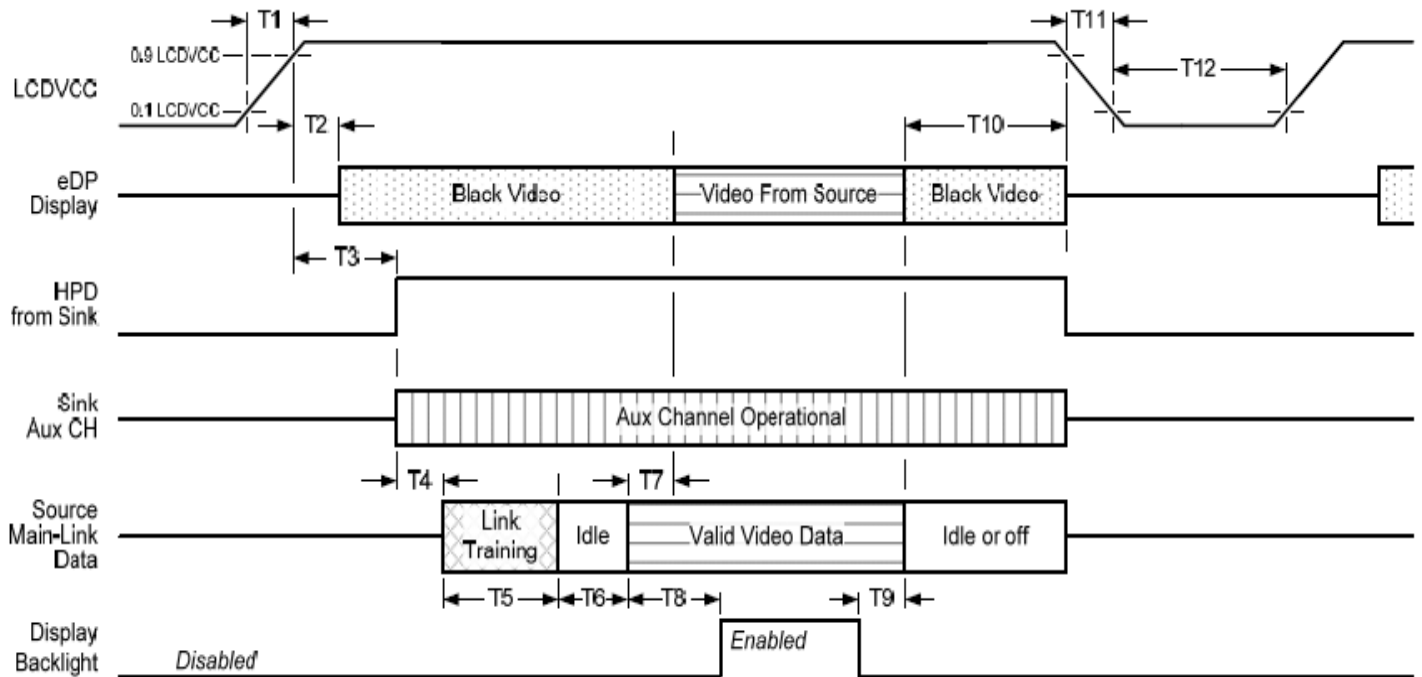 T1
T11
0.9 LCDVCC
T12
LCDVCC
0.1 LCDVCC
T2
T10
eDP
Display
Black Video
Video From Source
Black Video
T3
HPD
from Sink
Sink
Aux CH
Aux Channel Operational
T4
T7
Source
Main-Link
Data
Link
Training
Idle
Valid Video Data
Idle or off
T5
T6
T8
T9
Display
Backlight
Disabled
Enabled